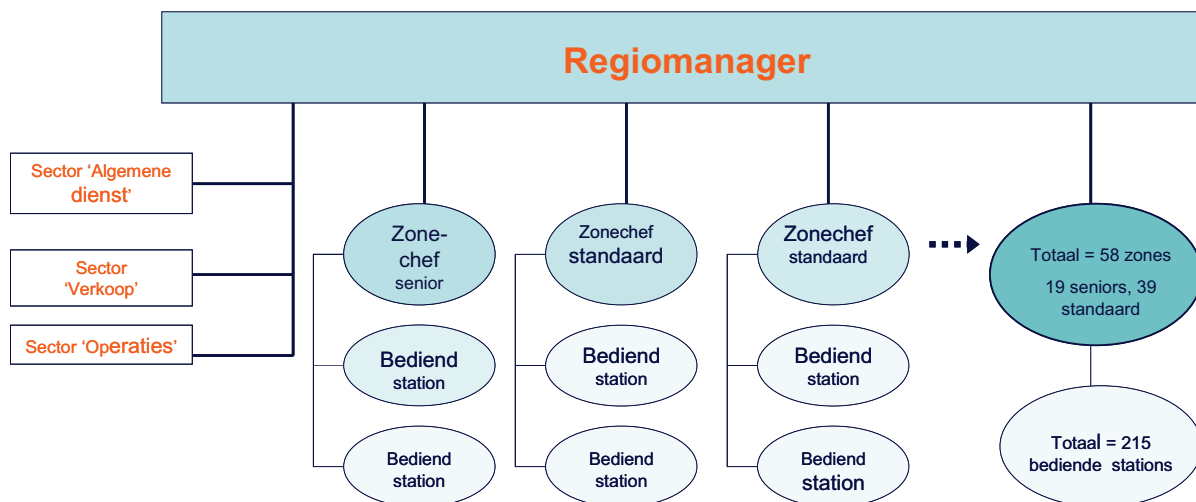 Regiomanager
Sector ‘Algemene
dienst’
Sector
‘Verkoop’
Sector ‘Operaties’
Zone-
chef
senior
Bediend
station
Bediend
station
Zonechef
standaard
Bediend
station
Bediend
station
Zonechef
standaard
Bediend
station
Bediend
station
Totaal = 58 zones
19 seniors, 39
standaard
Totaal = 215
bediende stations